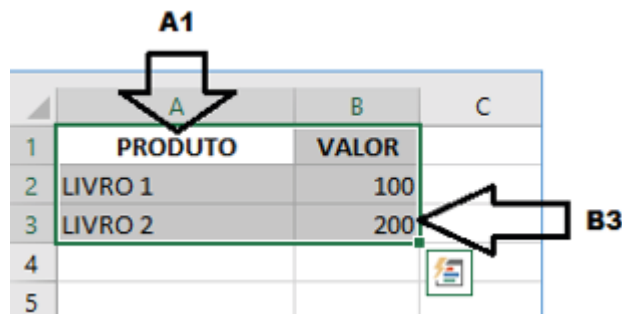 A1
A B C
1 PRODUTO VALOR
2 LIVRO 1 100
3 LIVRO 2 200
B3
4
5